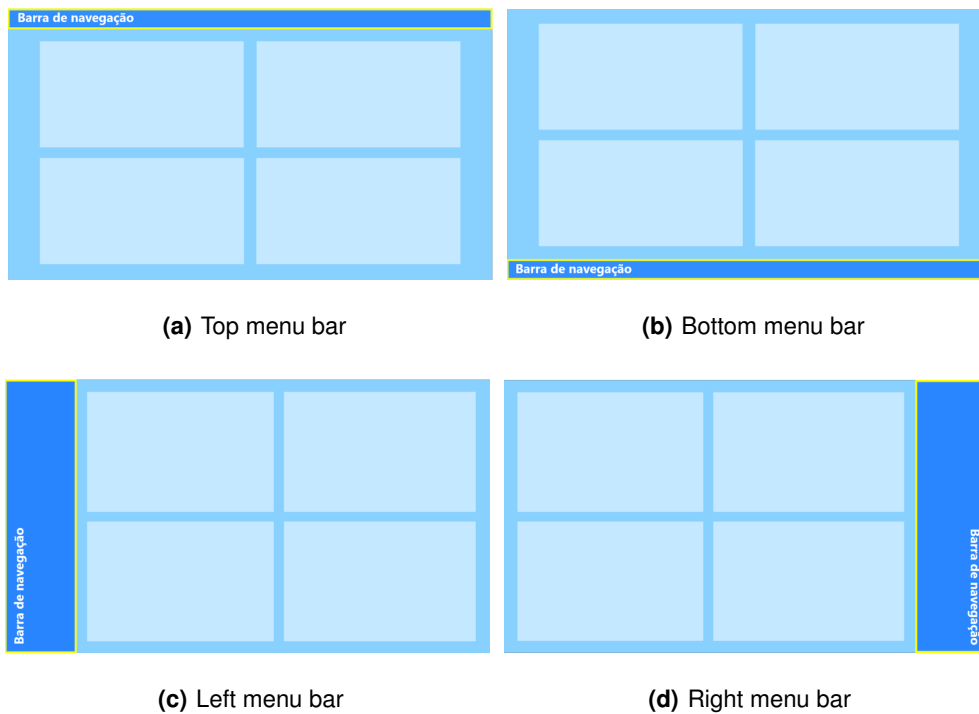 Barra de navegação
Barra de navegação
(a) Top menu bar
(b) Bottom menu bar
Barra de navegação
Barra de navegação
(c) Left menu bar
(d) Right menu bar